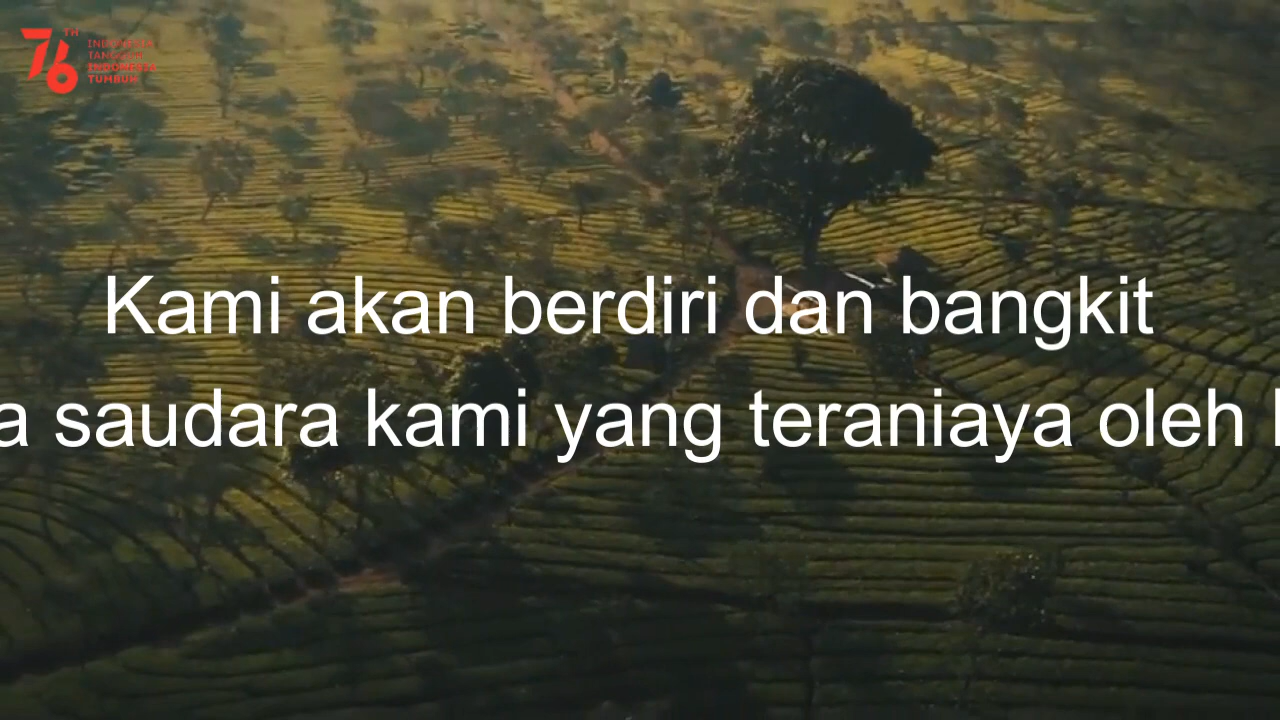 76 TH
INDONESIA
TANGGUH
INDONESIA
TUMBUH
Kami akan berdiri dan bangkit
a saudara kami yang teraniaya oleh